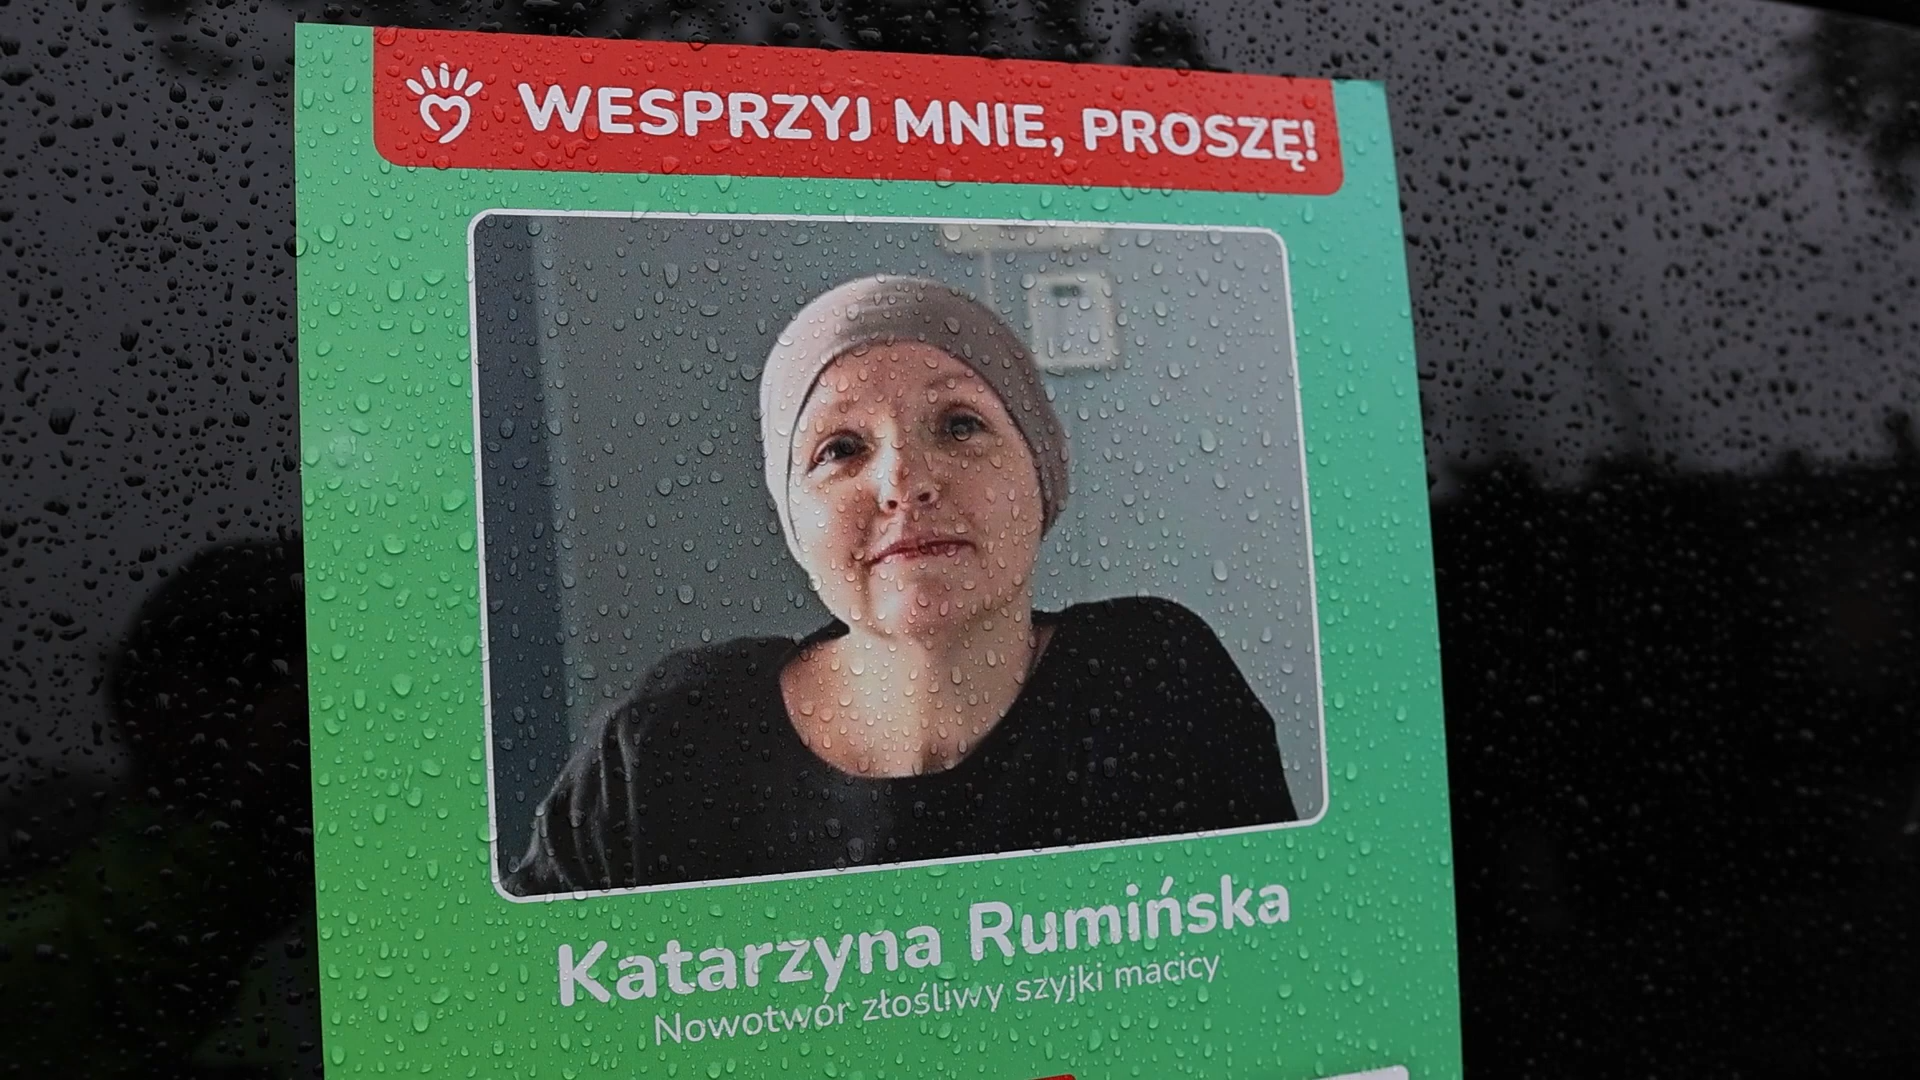 WESPRZYJ MNIE, PROSZĘ!
Katarzyna Rumińska
Nowotwór złośliwy szyjki macicy